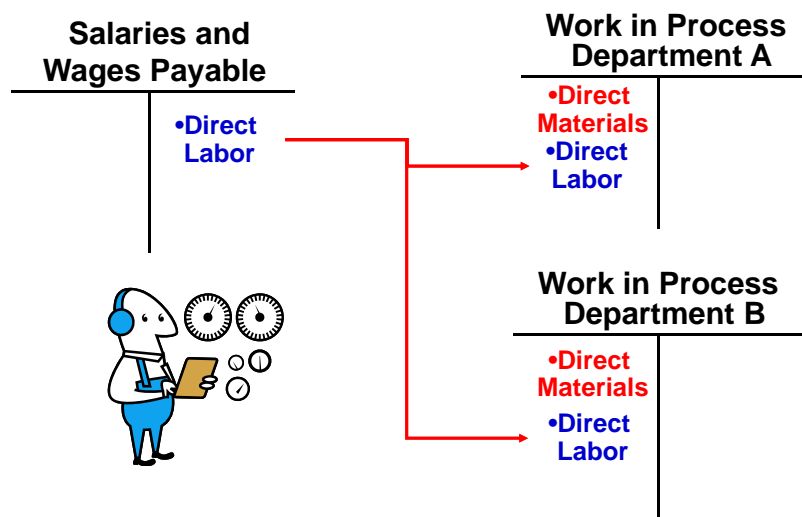 Salaries and
Wages Payable
•Direct
Labor
Work in Process
Department A
•Direct
Materials
•Direct
Labor
Work in Process
Department B
•Direct
Materials
•Direct
Labor